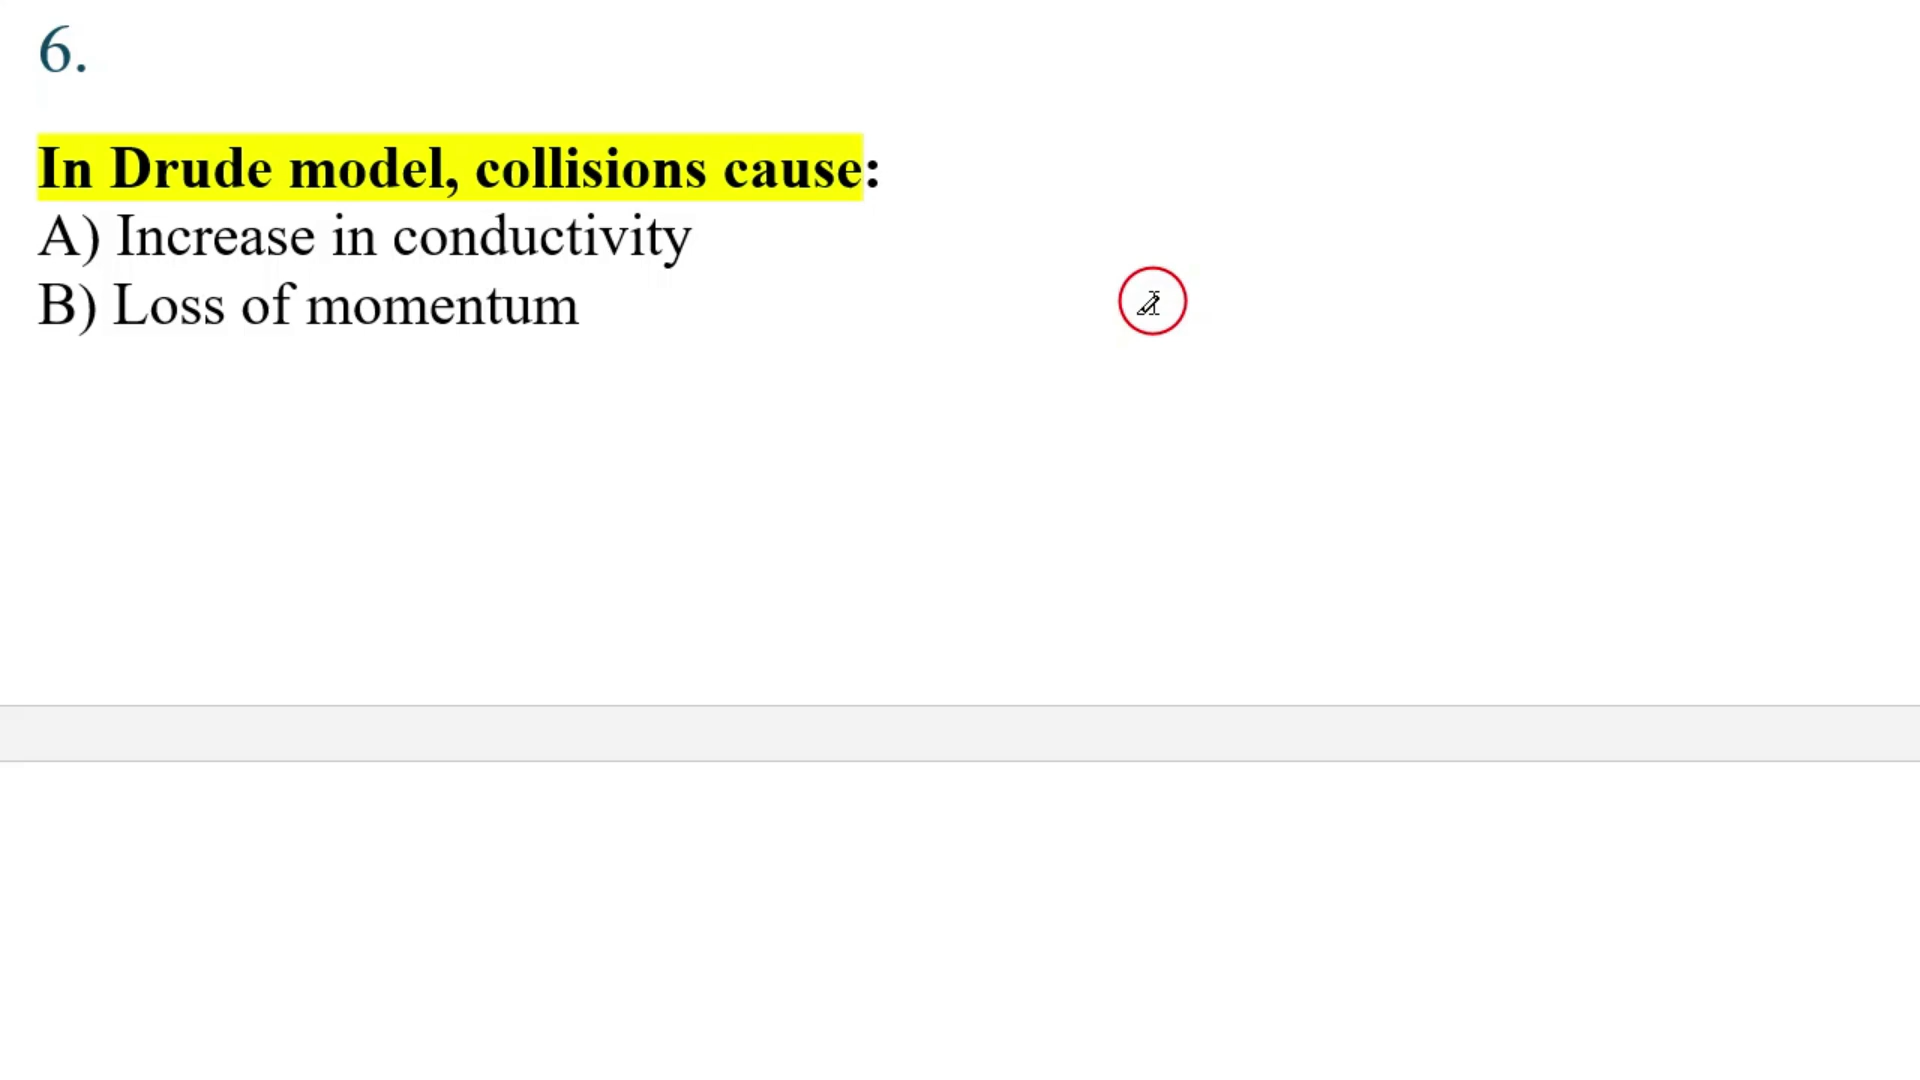 6.
In Drude model, collisions cause:
A) Increase in conductivity
B) Loss of momentum